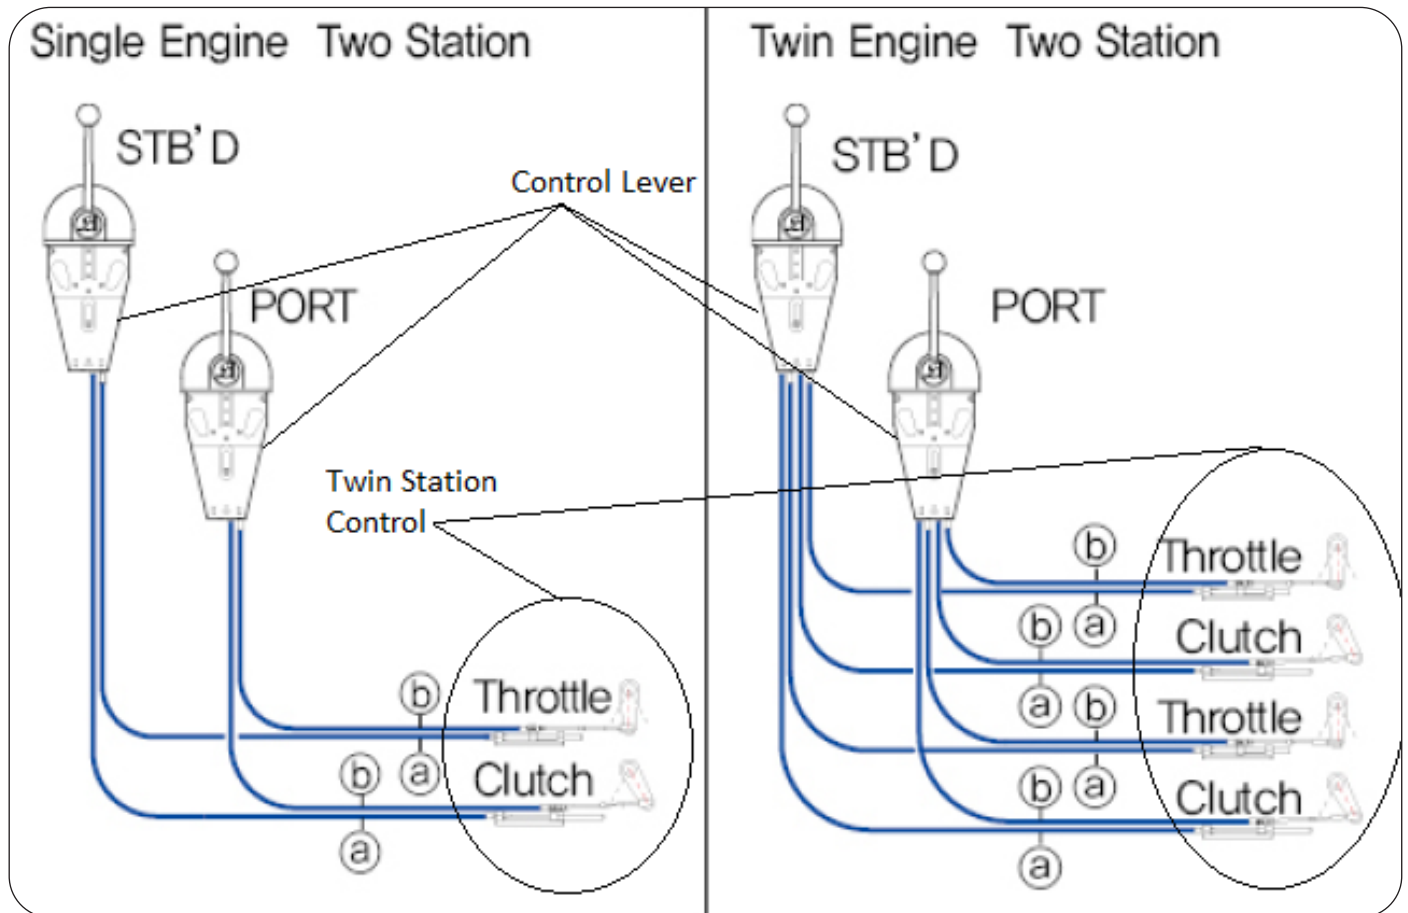 Single Engine Two Station
STB'D
PORT
Control Lever
Twin Station
Control
b
Throttle
a
b
Clutch
a
Twin Engine Two Station
STB'D
PORT
b
Throttle
a
b
Clutch
a
b
Throttle
a
b
Clutch
a